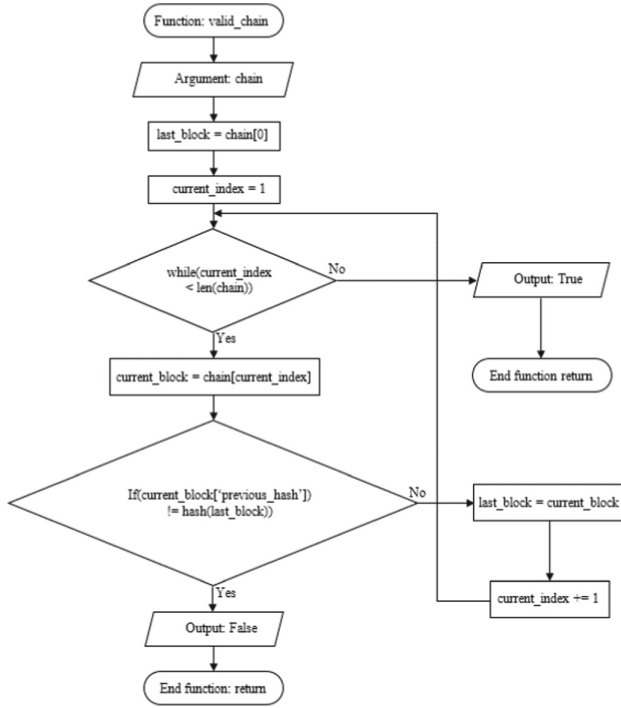 Function: valid_chain
Argument: chain
last_block = chain[0]
current_index = 1
while(current_index
< len(chain))
No
Output: True
End function return
Yes
current_block = chain[current_index]
If(current_block[‘previous_hash’])
!= hash(last_block))
No
last_block = current_block
current_index += 1
Yes
Output: False
End function: return